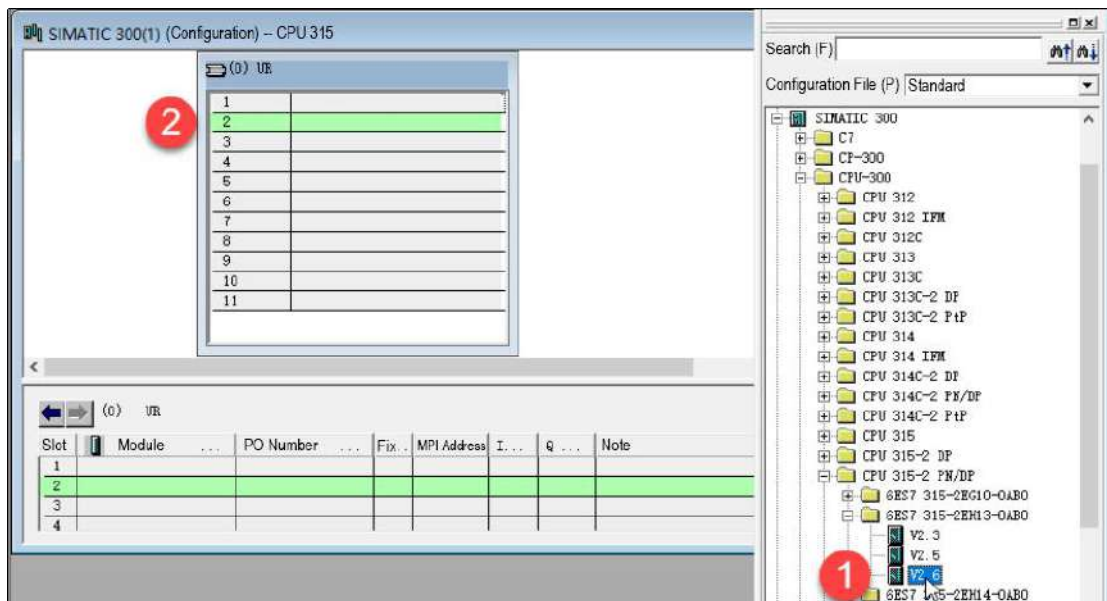 SIMATIC 300(1) (Configuration) -- CPU 315
(0) UR
1
2
3
4
5
6
7
8
9
10
11
2
(0) UR
Slot Module ... PO Number ... Fix.. MPI Address I... Q ... Note
1
2
3
4
Search (F)
Configuration File (P) Standard
SIMATIC 300
C7
CP-300
CPU-300
CPU 312
CPU 312 IFM
CPU 312C
CPU 313
CPU 313C
CPU 313C-2 DP
CPU 313C-2 PtP
CPU 314
CPU 314 IFM
CPU 314C-2 DP
CPU 314C-2 PN/DP
CPU 314C-2 PtP
CPU 315
CPU 315-2 DP
CPU 315-2 PN/DP
6ES7 315-2EG10-0AB0
6ES7 315-2EH13-0AB0
V2.3
V2.5
V2.6
1
6ES7 315-2EH14-0AB0